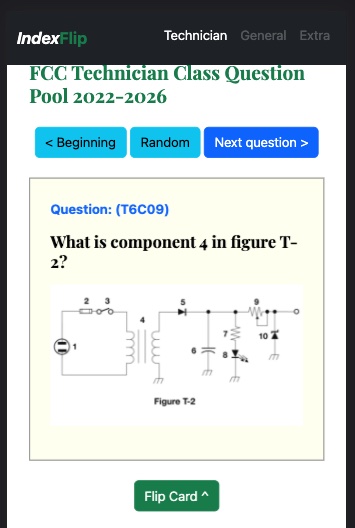 IndexFlip
Technician General Extra
FCC Technician Class Question
Pool 2022-2026
< Beginning
Random
Next question >
Question: (T6C09)
What is component 4 in figure T-
2?
2 3
4
5
9
1
6
7
8
10
Figure T-2
Flip Card ^